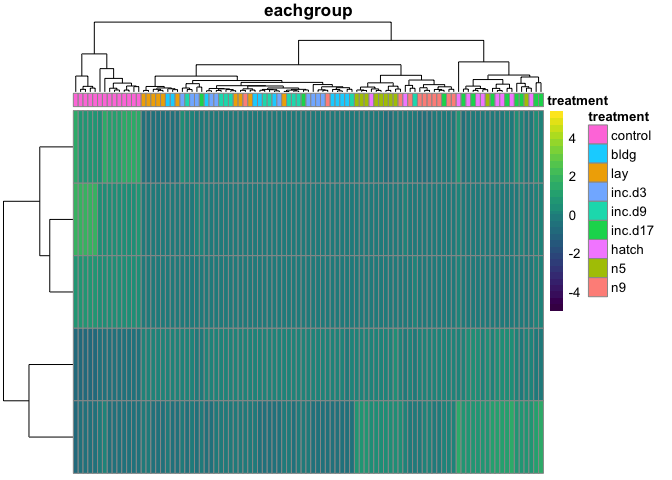 eachgroup
treatment
treatment
control
bldg
lay
inc.d3
inc.d9
inc.d17
hatch
n5
n9
4
2
0
-2
-4